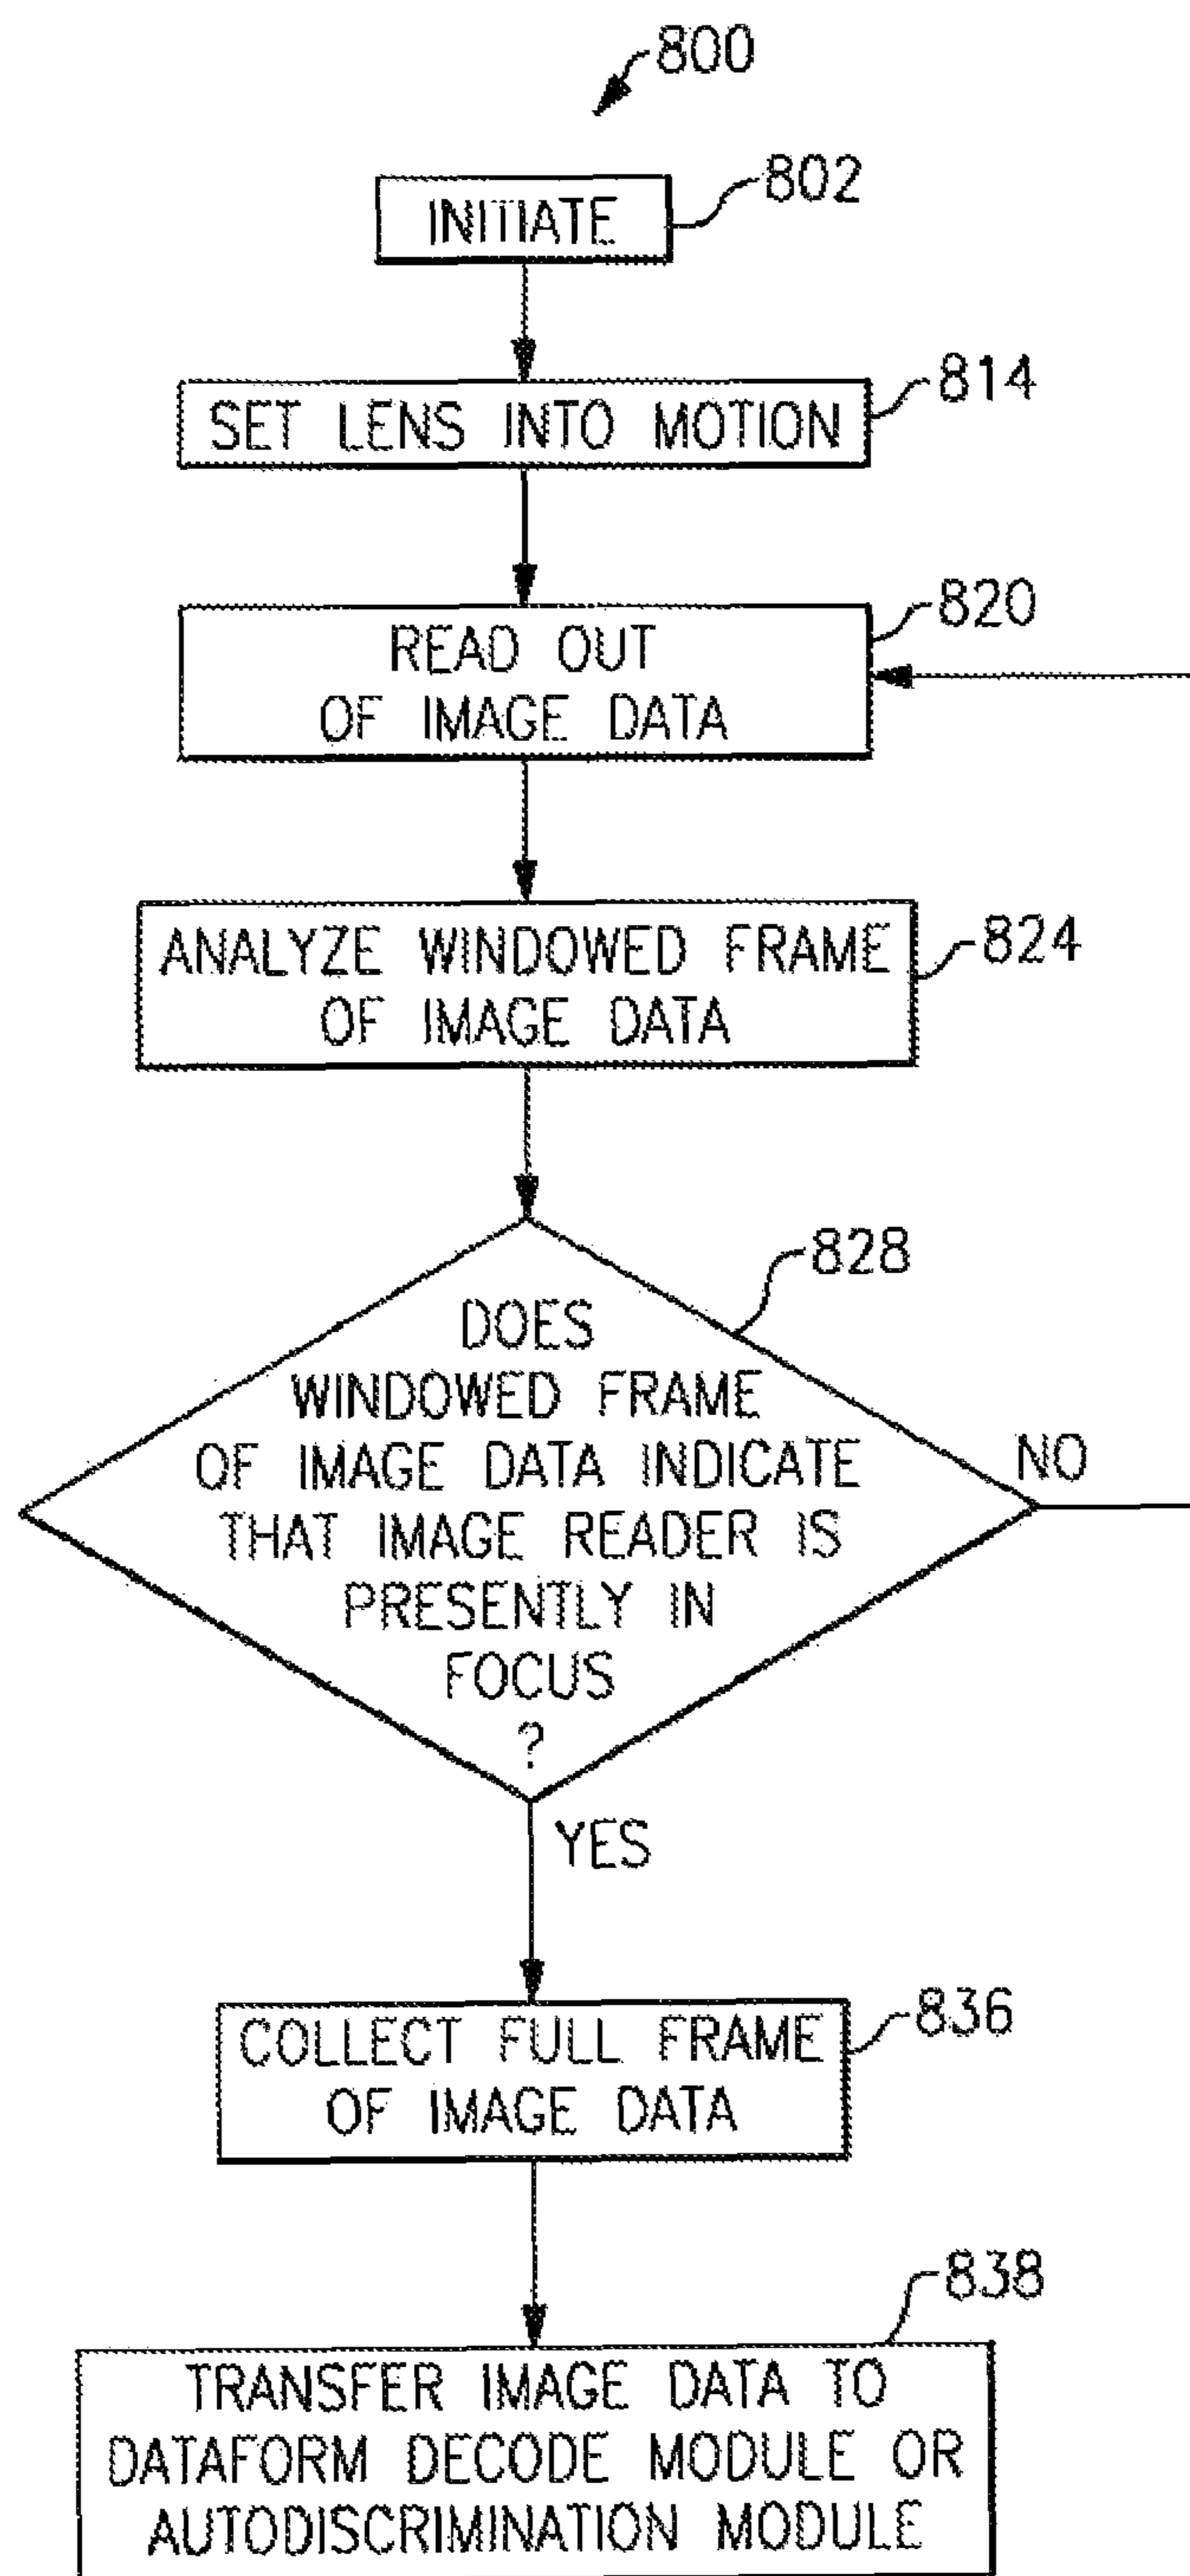 800
802
INITIATE
814
SET LENS INTO MOTION
820
READ OUT
OF IMAGE DATA
824
ANALYZE WINDOWED FRAME
OF IMAGE DATA
828
DOES
WINDOWED FRAME
OF IMAGE DATA INDICATE
THAT IMAGE READER IS
PRESENTLY IN
FOCUS
?
NO
YES
836
COLLECT FULL FRAME
OF IMAGE DATA
838
TRANSFER IMAGE DATA TO
DATAFORM DECODE MODULE OR
AUTODISCRIMINATION MODULE